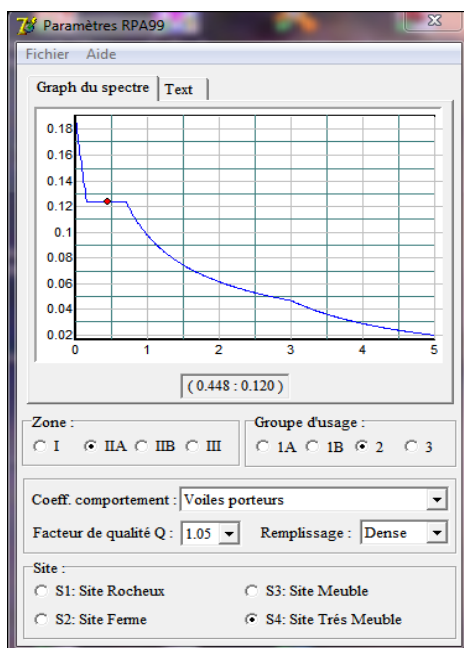 Paramètres RPA99
Fichier Aide
Graph du spectre Text
0.18
0.16
0.14
0.12
0.1
0.08
0.06
0.04
0.02
0 1 2 3 4 5
( 0.448 : 0.120 )
Zone :
I IIA IIB III
Groupe d'usage :
1A 1B 2 3
Coeff. comportement : Voiles porteurs
Facteur de qualité Q : 1.05 Remplissage : Dense
Site :
S1: Site Rocheux S3: Site Meuble
S2: Site Ferme S4: Site Trés Meuble